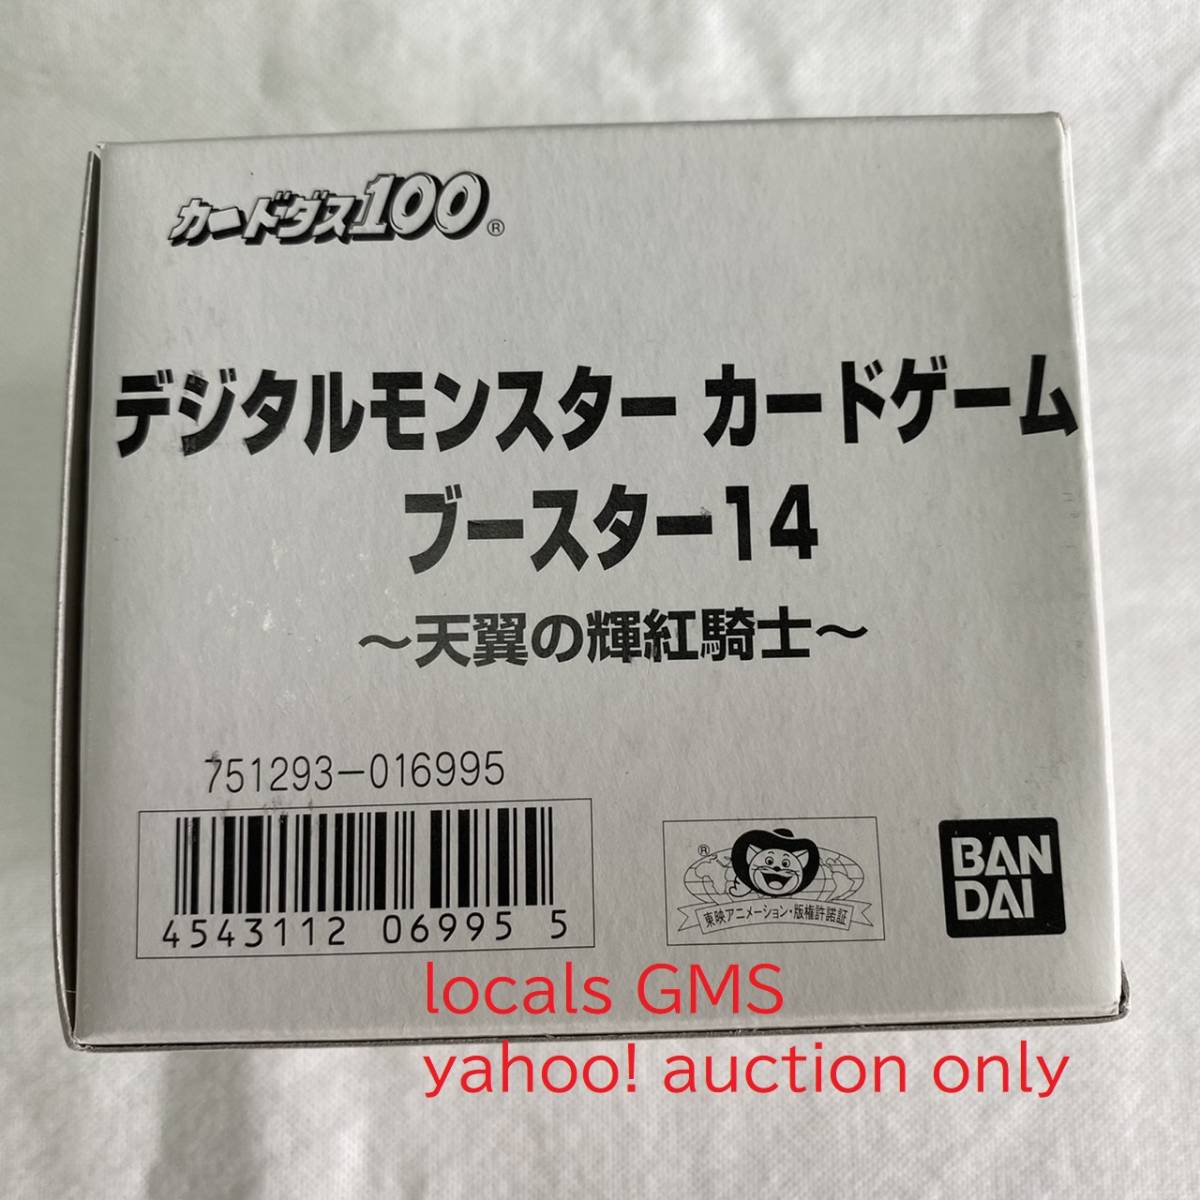 カードダス100®
デジタルモンスター カードゲーム
ブースター14
～天翼の輝紅騎士～
751293-016995
4543112 06995 5
®
東映アニメーション・版権許諾証
BAN
DAI
locals GMS
yahoo! auction only